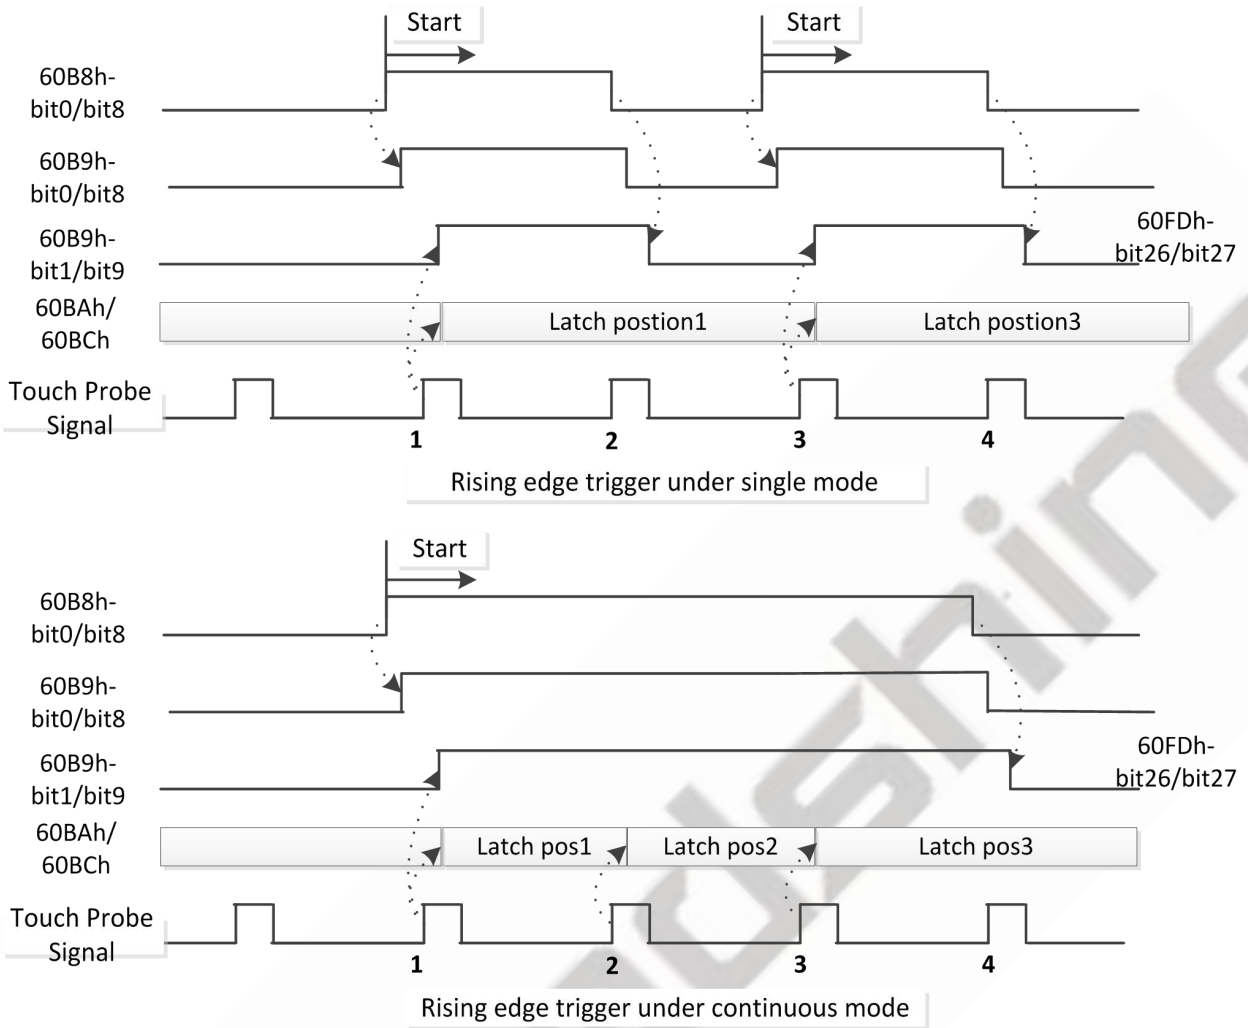 Start
Start
60B8h-
bit0/bit8
60B9h-
bit0/bit8
60B9h-
bit1/bit9
60FDh-
bit26/bit27
60BAh/
60BCh
Latch postion1
Latch postion3
Touch Probe
Signal
1
2
3
4
Rising edge trigger under single mode
Start
60B8h-
bit0/bit8
60B9h-
bit0/bit8
60B9h-
bit1/bit9
60FDh-
bit26/bit27
60BAh/
60BCh
Latch pos1
Latch pos2
Latch pos3
Touch Probe
Signal
1
2
3
4
Rising edge trigger under continuous mode